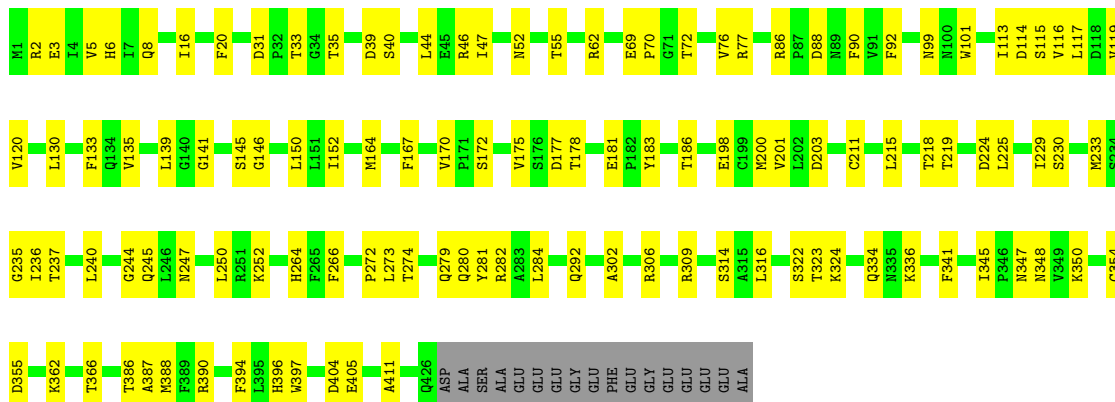 M1 R2 E3 I4 V5 H6 I7 Q8 I16 F20 D31 P32 T33 G34 T35 D39 S40 L44 E45 R46 I47 N52 T55 R62 E69 P70 G71 T72 V76 R77 R86 P87 D88 N89 F90 V91 F92 N99 N100 W101 I113 D114 S115 V116 L117 D118
V120 L130 F133 Q134 V135 L139 G140 G141 S145 G146 L150 L151 I152 M164 F167 V170 P171 S172 V175 S176 D177 T178 E181 P182 Y183 T186 E198 C199 M200 V201 L202 D203 C211 L215 T218 T219 D224 L225 I229 S230 M233
G235 I236 T237 L240 G244 Q245 L246 N247 L250 R251 K252 H264 F265 F266 P272 L273 T274 Q279 Q280 Y281 R282 A283 L284 Q292 A302 R306 R309 S314 A315 L316 S322 T323 K324 Q334 N335 K336 F341 I345 P346 N347 N348 V349 K350
D355 K362 T366 T386 A387 M388 F389 R390 F394 L395 H396 W397 D404 E405 A411 Q426 ASP ALA SER ALA GLU GLU GLU GLY GLU PHE GLU GLY GLU GLU GLU GLU ALA